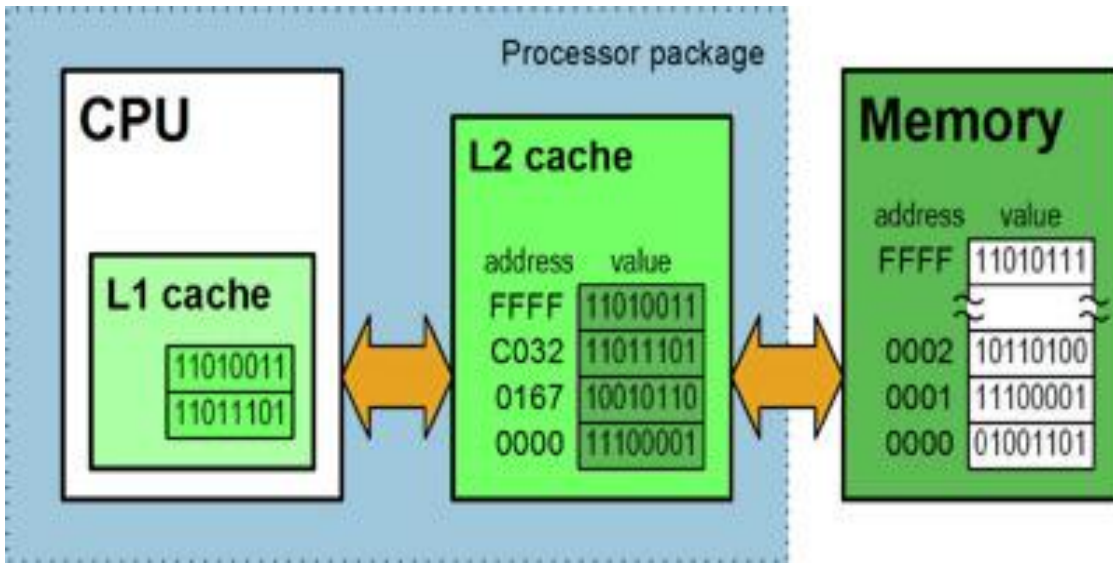 Processor package
CPU
L1 cache
11010011
11011101
L2 cache
address value
FFFF 11010011
C032 11011101
0167 10010110
0000 11100001
Memory
address value
FFFF 11010111
0002 10110100
0001 11100001
0000 01001101